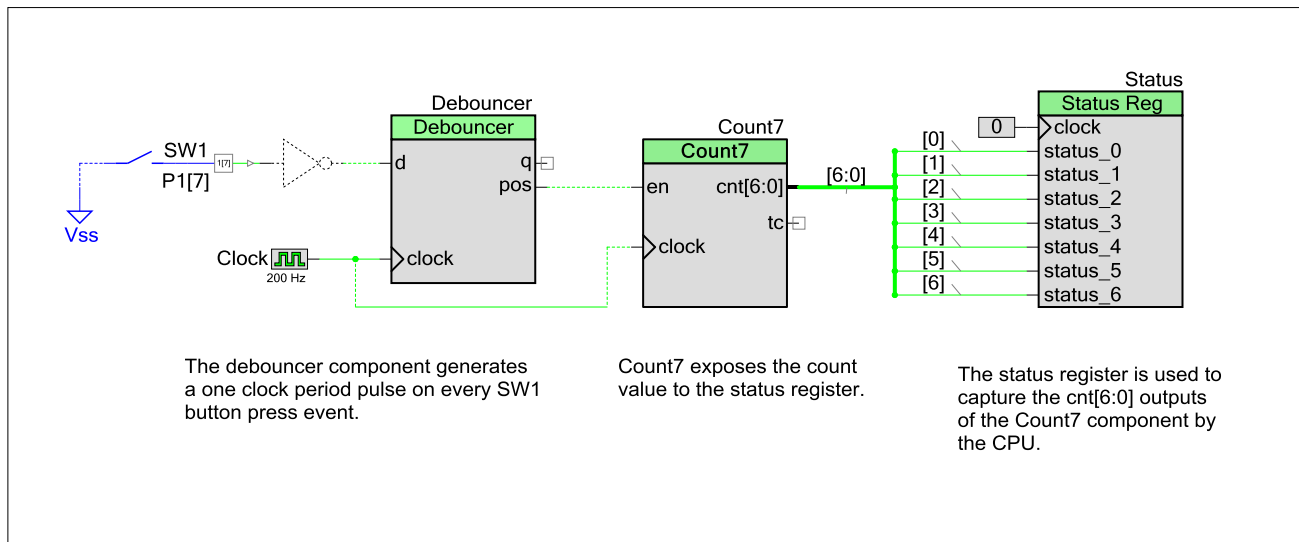 Status
Status Reg
Debouncer
Debouncer
Count7
Count7
0
clock
[0]
status_0
[1]
status_1
[2]
status_2
[3]
status_3
[4]
status_4
[5]
status_5
[6]
status_6
SW1
1[7]
P1[7]
d
q
pos
en
cnt[6:0]
[6:0]
tc
Vss
Clock
200 Hz
clock
clock
The debouncer component generates
a one clock period pulse on every SW1
button press event.
Count7 exposes the count
value to the status register.
The status register is used to
capture the cnt[6:0] outputs
of the Count7 component by
the CPU.